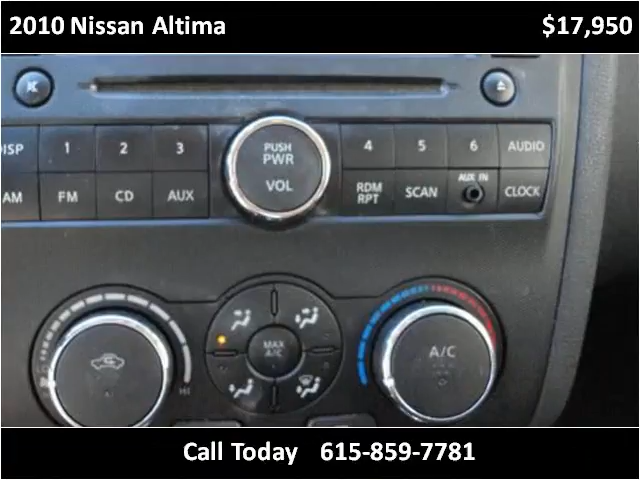 2010 Nissan Altima $17,950
DISP 1 2 3 PUSH PWR VOL 4 5 6 AUDIO
AM FM CD AUX RDM RPT SCAN AUX IN CLOCK
MAX A/C A/C
HI
Call Today 615-859-7781